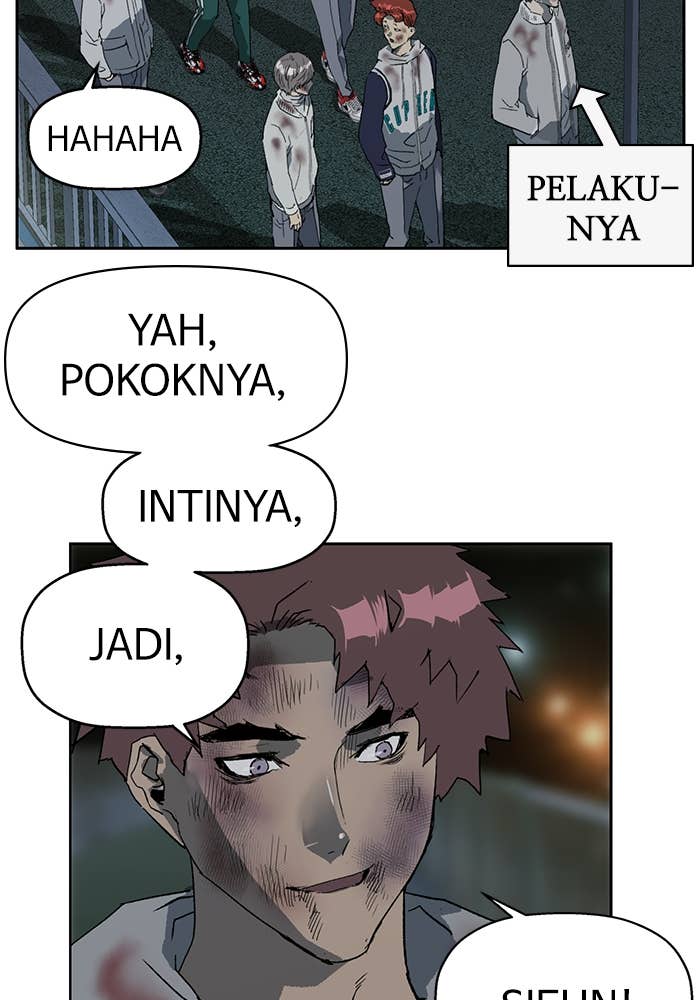 HAHAHA
PELAKU-
NYA
YAH,
POKOKNYA,
INTINYA,
JADI,